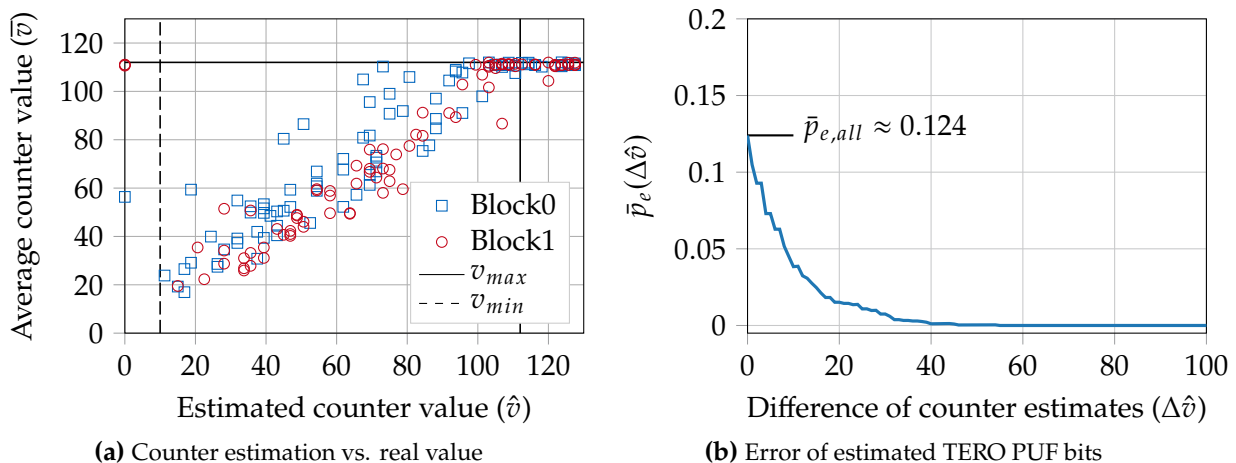 Average counter value (v̅)
120
100
80
60
40
20
0
Block0
Block1
v_max
v_min
0 20 40 60 80 100 120
Estimated counter value (v̂)
(a) Counter estimation vs. real value
p̄_e(Δv̂)
0.2
0.15
0.1
0.05
0
p̄_{e,all} ≈ 0.124
0 20 40 60 80 100
Difference of counter estimates (Δv̂)
(b) Error of estimated TERO PUF bits